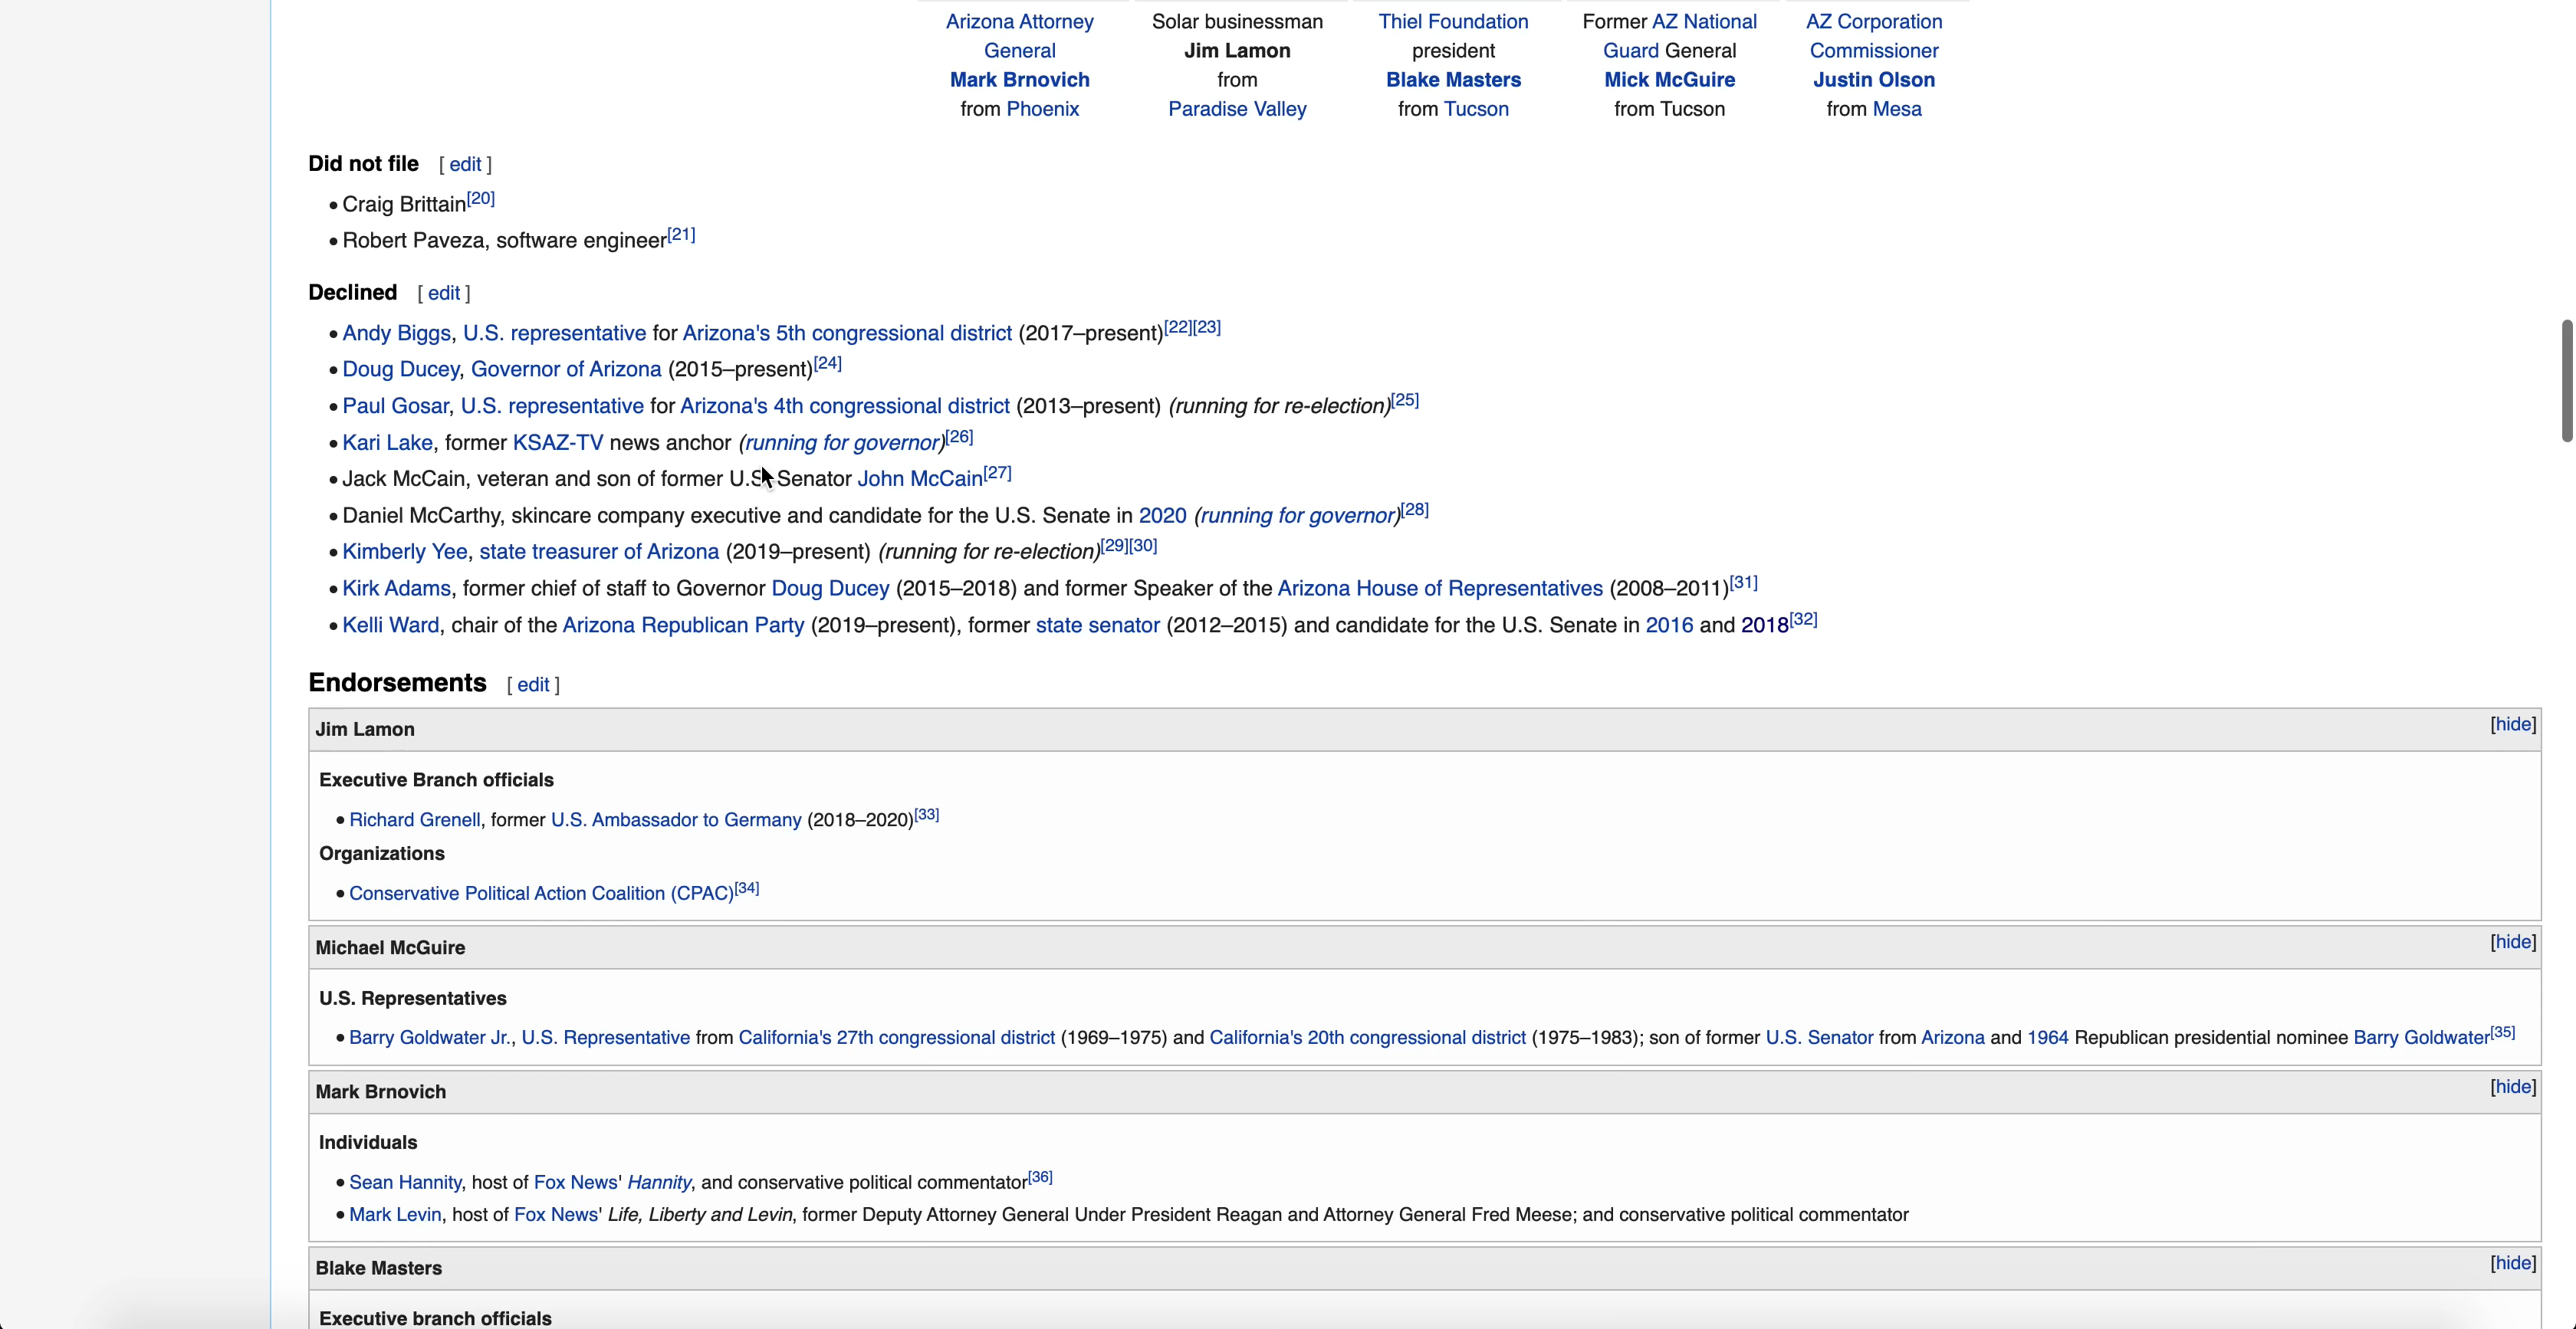 Arizona Attorney
General
Mark Brnovich
from Phoenix
Solar businessman
Jim Lamon
from
Paradise Valley
Thiel Foundation
president
Blake Masters
from Tucson
Former AZ National
Guard General
Mick McGuire
from Tucson
AZ Corporation
Commissioner
Justin Olson
from Mesa
Did not file [ edit ]
• Craig Brittain[20]
• Robert Paveza, software engineer[21]
Declined [ edit ]
• Andy Biggs, U.S. representative for Arizona's 5th congressional district (2017–present)[22][23]
• Doug Ducey, Governor of Arizona (2015–present)[24]
• Paul Gosar, U.S. representative for Arizona's 4th congressional district (2013–present) (running for re-election)[25]
• Kari Lake, former KSAZ-TV news anchor (running for governor)[26]
• Jack McCain, veteran and son of former U.S. Senator John McCain[27]
• Daniel McCarthy, skincare company executive and candidate for the U.S. Senate in 2020 (running for governor)[28]
• Kimberly Yee, state treasurer of Arizona (2019–present) (running for re-election)[29][30]
• Kirk Adams, former chief of staff to Governor Doug Ducey (2015–2018) and former Speaker of the Arizona House of Representatives (2008–2011)[31]
• Kelli Ward, chair of the Arizona Republican Party (2019–present), former state senator (2012–2015) and candidate for the U.S. Senate in 2016 and 2018[32]
Endorsements [ edit ]
Jim Lamon [hide]
Executive Branch officials
• Richard Grenell, former U.S. Ambassador to Germany (2018–2020)[33]
Organizations
• Conservative Political Action Coalition (CPAC)[34]
Michael McGuire [hide]
U.S. Representatives
• Barry Goldwater Jr., U.S. Representative from California's 27th congressional district (1969–1975) and California's 20th congressional district (1975–1983); son of former U.S. Senator from Arizona and 1964 Republican presidential nominee Barry Goldwater[35]
Mark Brnovich [hide]
Individuals
• Sean Hannity, host of Fox News' Hannity, and conservative political commentator[36]
• Mark Levin, host of Fox News' Life, Liberty and Levin, former Deputy Attorney General Under President Reagan and Attorney General Fred Meese; and conservative political commentator
Blake Masters [hide]
Executive branch officials